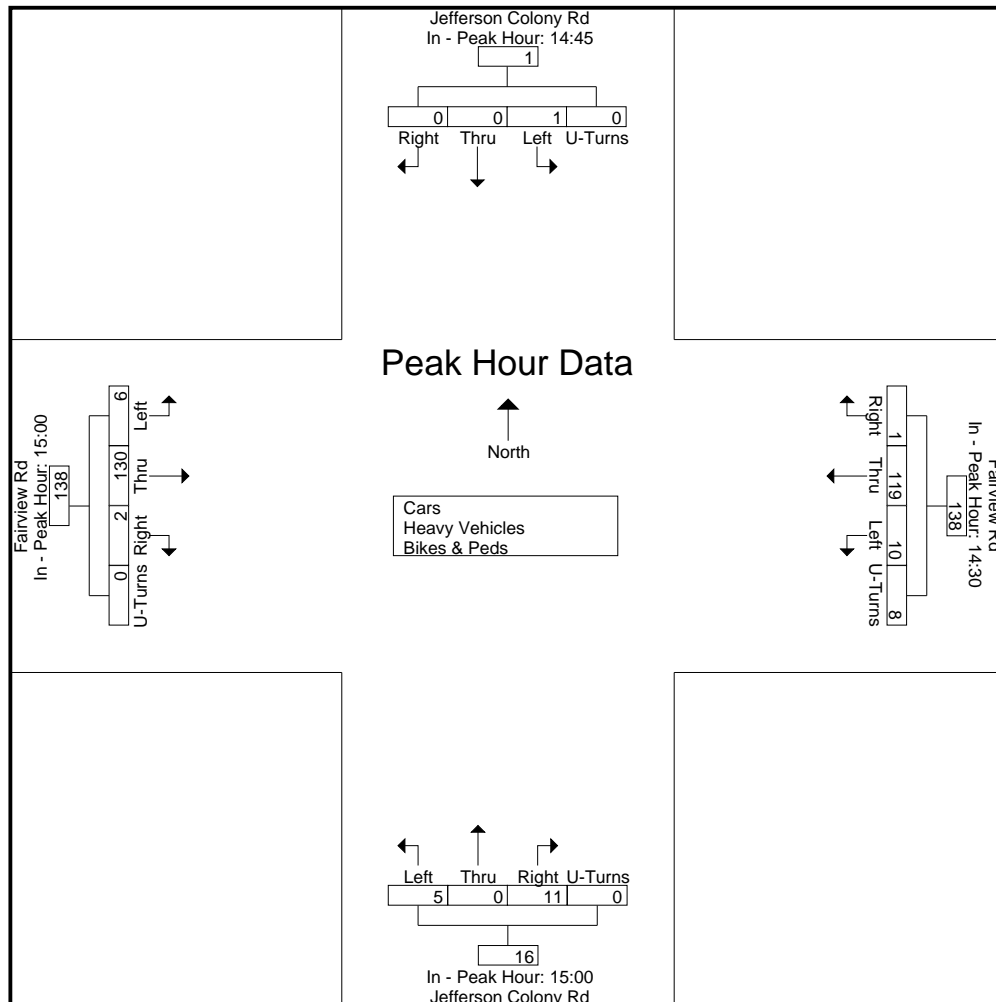 Jefferson Colony Rd
In - Peak Hour: 14:45
1
0 0 1 0
Right Thru Left U-Turns
Peak Hour Data
North
Cars
Heavy Vehicles
Bikes & Peds
Fairview Rd
In - Peak Hour: 15:00
138
6 130 2 0
Left Thru Right U-Turns
Fairview Rd
In - Peak Hour: 14:30
138
1 119 10 8
Right Thru Left U-Turns
Left Thru Right U-Turns
5 0 11 0
16
In - Peak Hour: 15:00
Jefferson Colony Rd